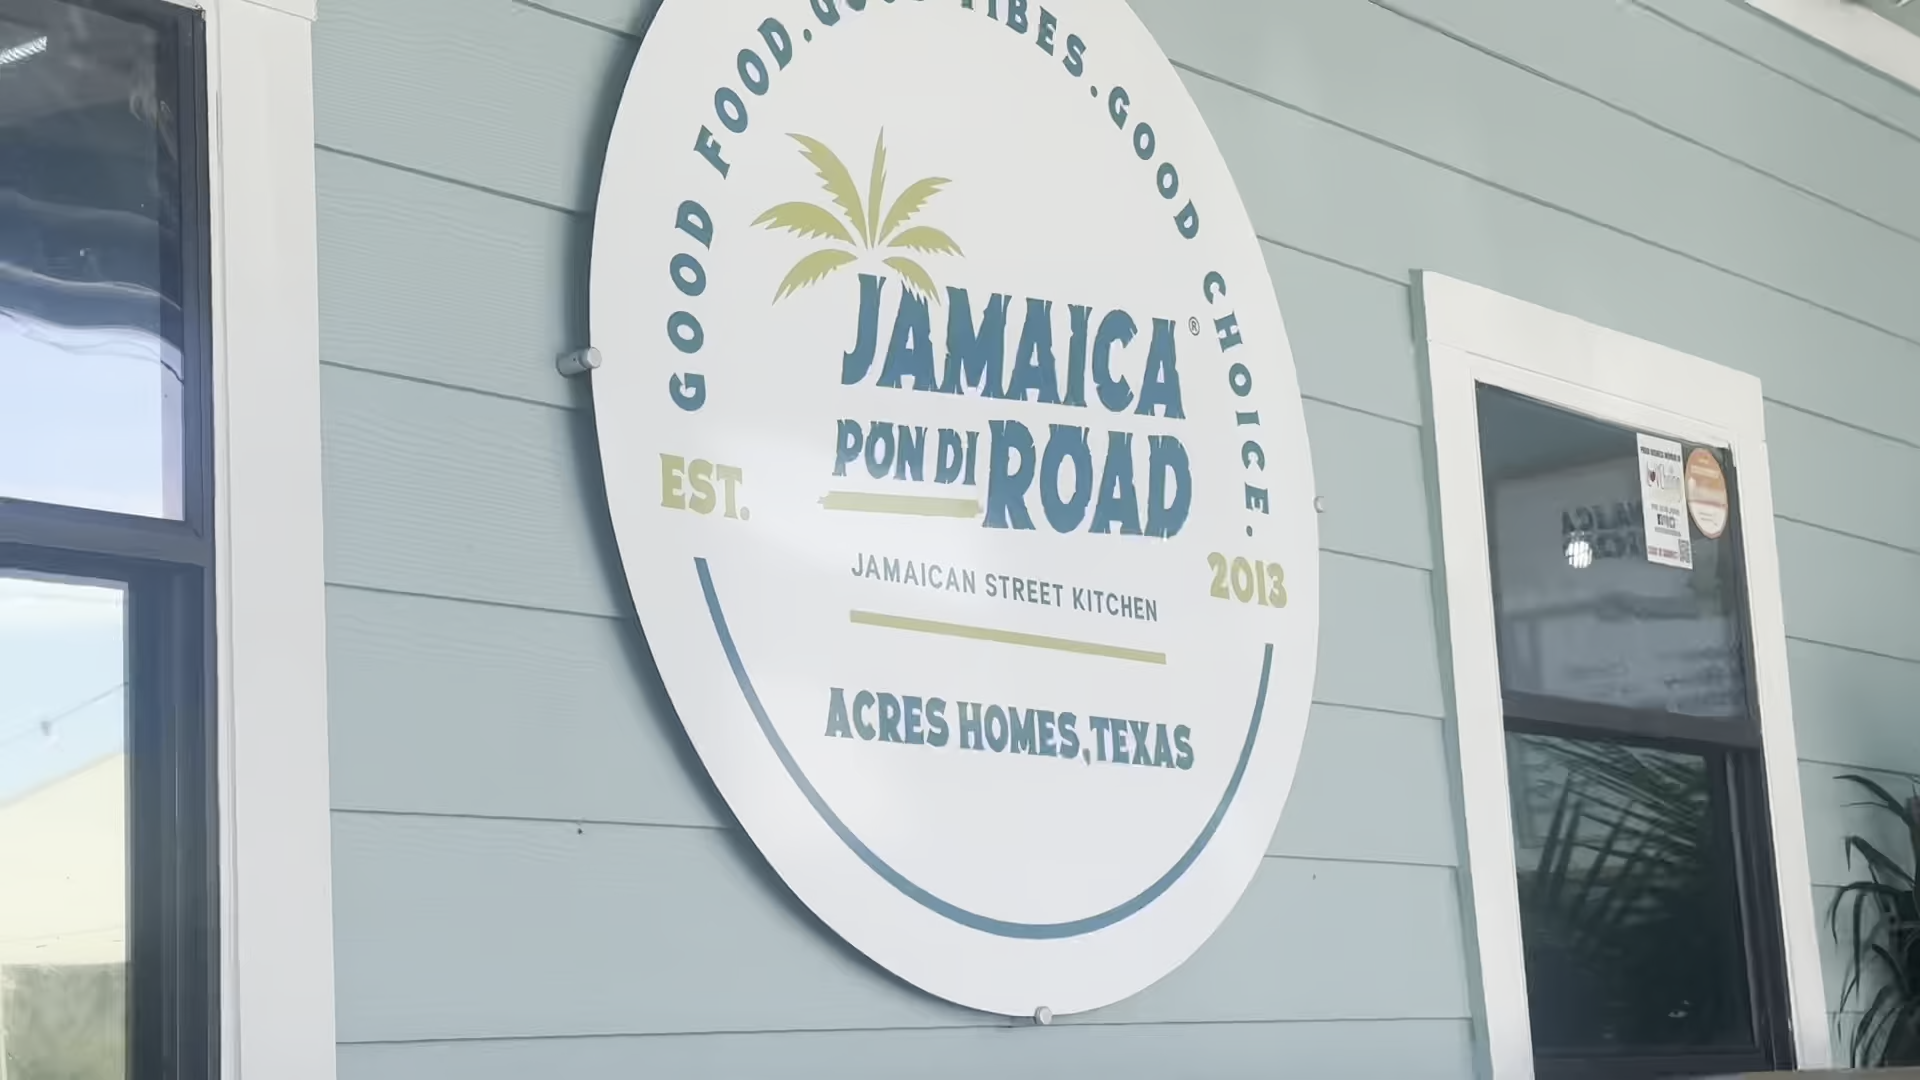 GOOD FOOD. GOOD VIBES. GOOD CHOICE.
JAMAICA®
PON DI ROAD
EST. 2013
JAMAICAN STREET KITCHEN
ACRES HOMES, TEXAS